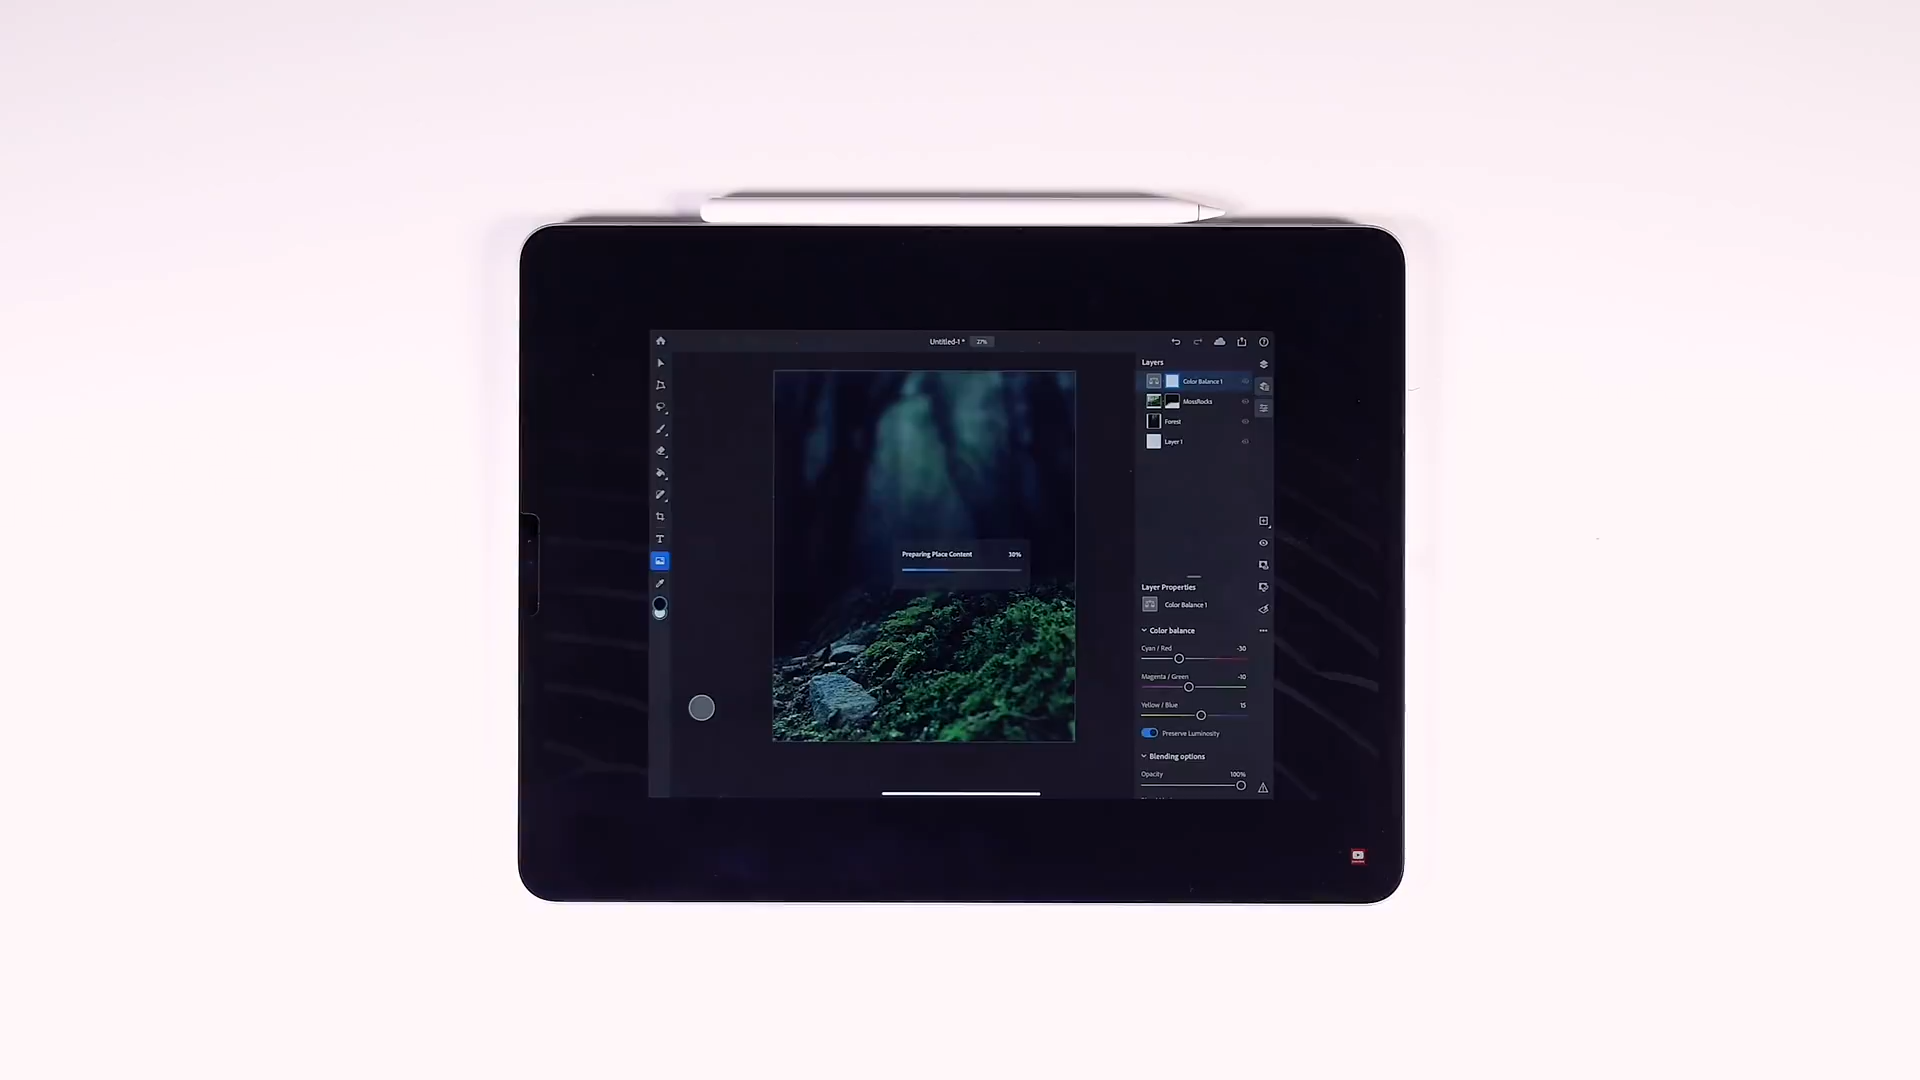 Untitled-1 * 27%
Layers
Color Balance 1
MossRocks
Forest
Layer 1
T
Preparing Place Content 30%
Layer Properties
Color Balance 1
Color balance
Cyan / Red -30
Magenta / Green -10
Yellow / Blue 15
Preserve Luminosity
Blending options
Opacity 100%